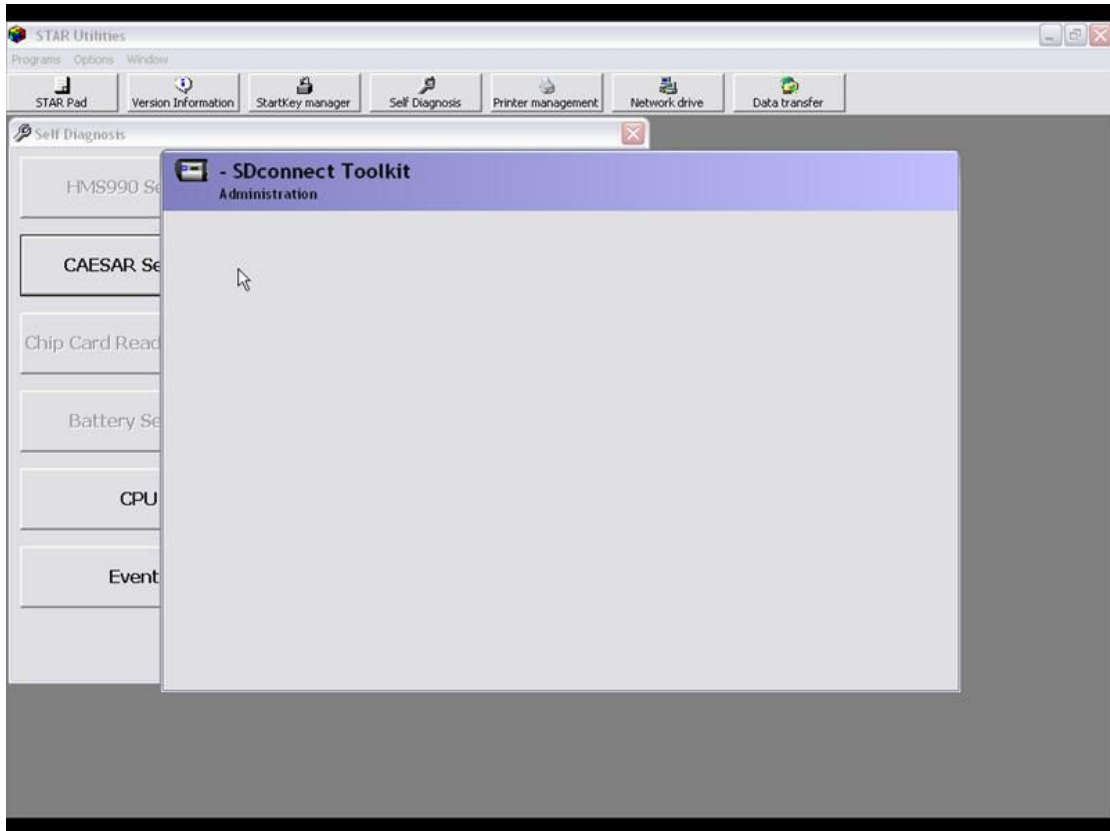 STAR Utilities
Programs Options Window
STAR Pad
Version Information
StartKey manager
Self Diagnosis
Printer management
Network drive
Data transfer
Self Diagnosis
- SDconnect Toolkit
Administration
HMS990 Se
CAESAR Se
Chip Card Read
Battery Se
CPU
Event